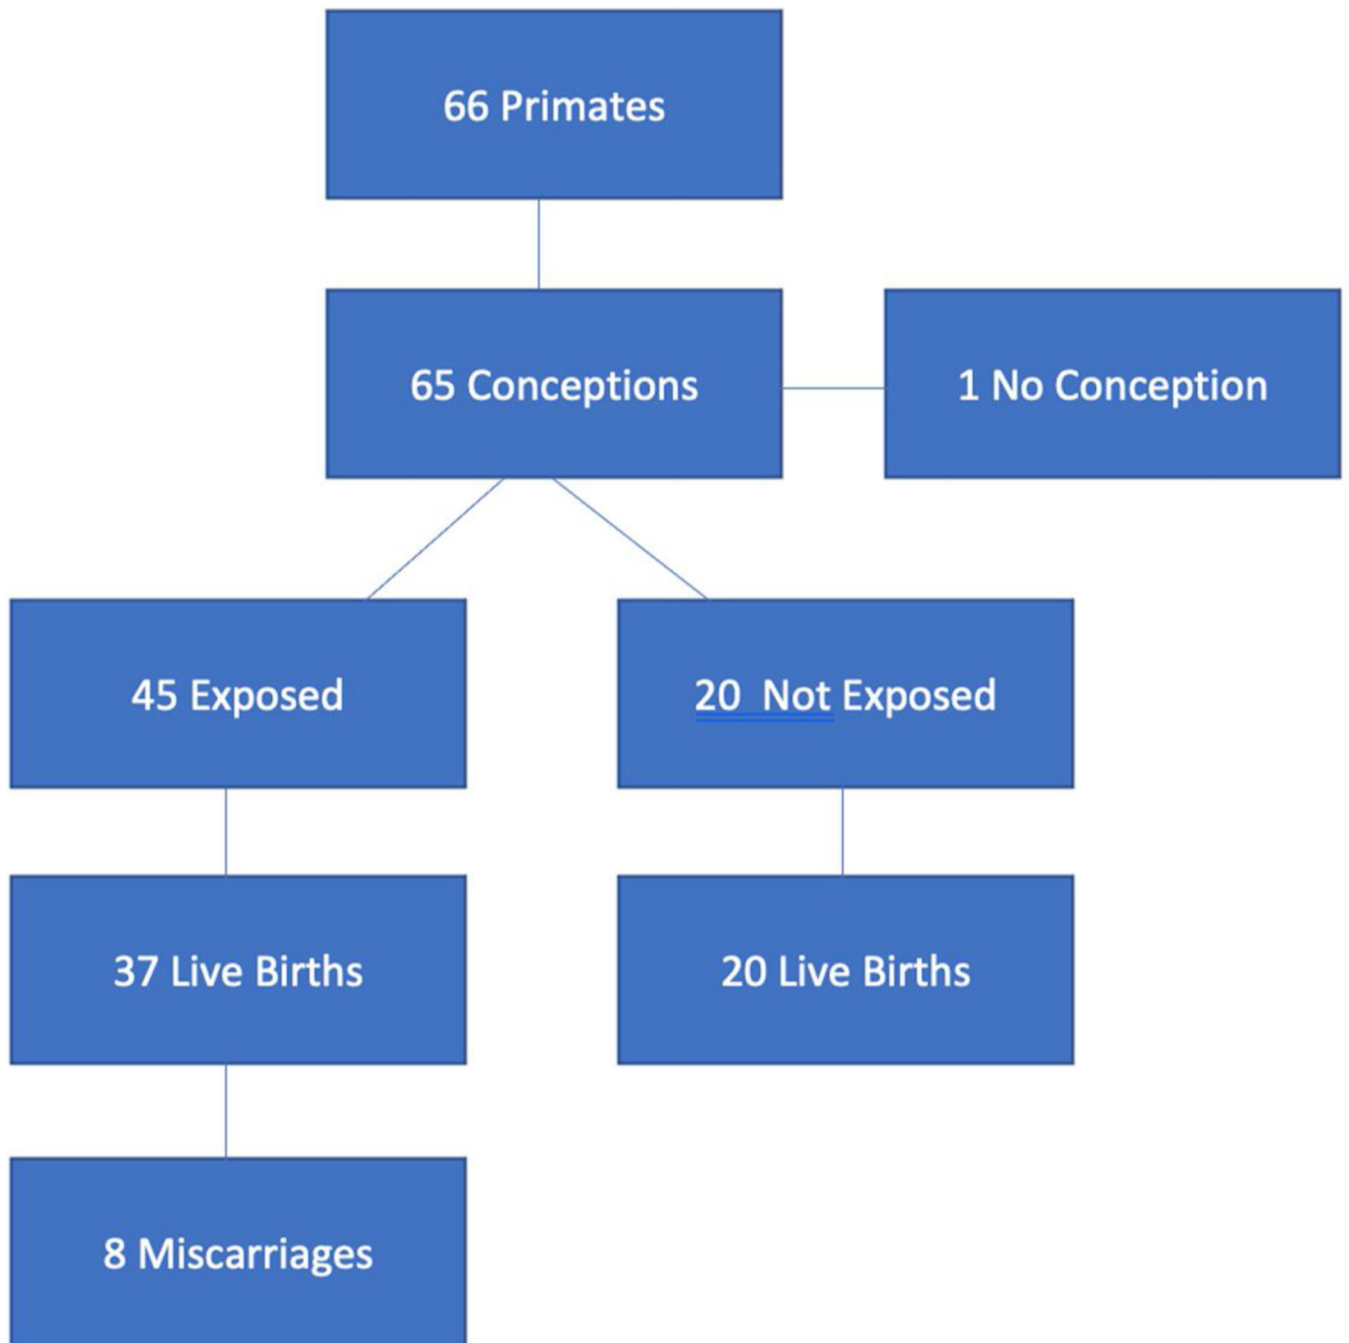 66 Primates
65 Conceptions
1 No Conception
45 Exposed
20  Not Exposed
37 Live Births
20 Live Births
8 Miscarriages